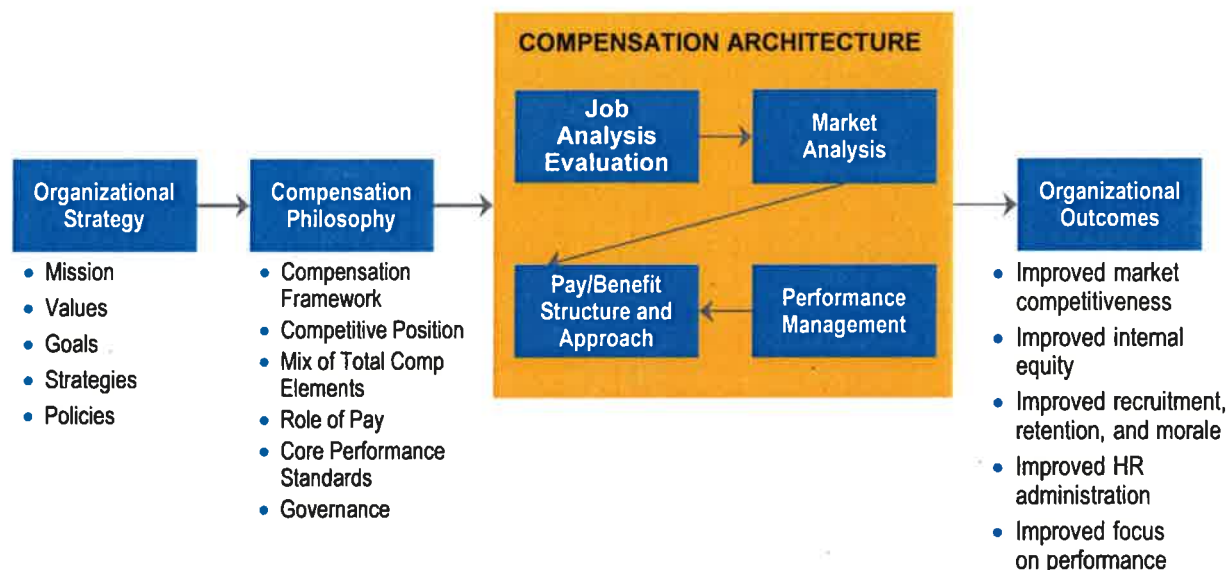 COMPENSATION ARCHITECTURE
Job
Analysis
Evaluation
Market
Analysis
Organizational
Strategy
Compensation
Philosophy
Organizational
Outcomes
Pay/Benefit
Structure and
Approach
Performance
Management
• Mission
• Values
• Goals
• Strategies
• Policies
• Compensation
Framework
• Competitive Position
• Mix of Total Comp
Elements
• Role of Pay
• Core Performance
Standards
• Governance
• Improved market
competitiveness
• Improved internal
equity
• Improved recruitment,
retention, and morale
• Improved HR
administration
• Improved focus
on performance